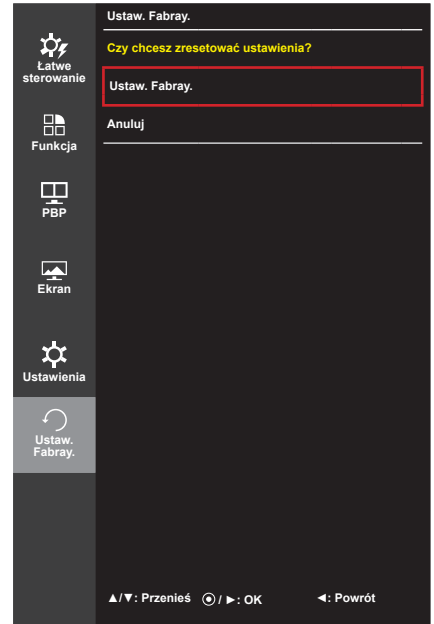 Łatwe
sterowanie
Funkcja
PBP
Ekran
Ustawienia
Ustaw.
Fabray.
Ustaw. Fabray.
Czy chcesz zresetować ustawienia?
Ustaw. Fabray.
Anuluj
▲/▼: Przenieś ⦿ / ►: OK ◄: Powrót